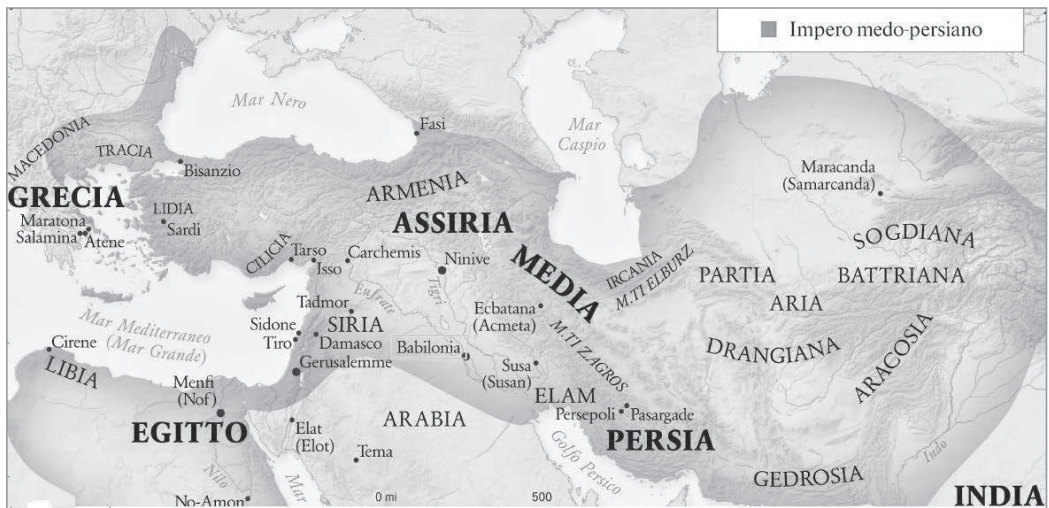 Impero medo-persiano
Mar Nero
Mar
Caspio
Fasi
MACEDONIA
TRACIA
Bisanzio
GRECIA
Maratona
Salamina
Atene
LIDIA
Sardi
ARMENIA
ASSIRIA
Maracanda
(Samarcanda)
SOGDIANA
CILICIA
Tarso
Isso
Carchemis
Ninive
Tigri
Eufrate
MEDIA
IRCANIA
M.TI ELBURZ
PARTIA
BATTRIANA
ARIA
Tadmor
SIRIA
Damasco
Sidone
Tiro
Ecbatana
(Acmeta)
M.TI ZAGROS
DRANGIANA
ARACOSIA
Mar Mediterraneo
(Mar Grande)
Cirene
LIBIA
Gerusalemme
Babilonia
Susa
(Susan)
ELAM
Persepoli
Pasargade
Menfi
(Nof)
EGITTO
Elat
(Elot)
ARABIA
Tema
PERSIA
Golfo Persico
GEDROSIA
Indo
INDIA
Nilo
No-Amon
Mar
0 mi 500